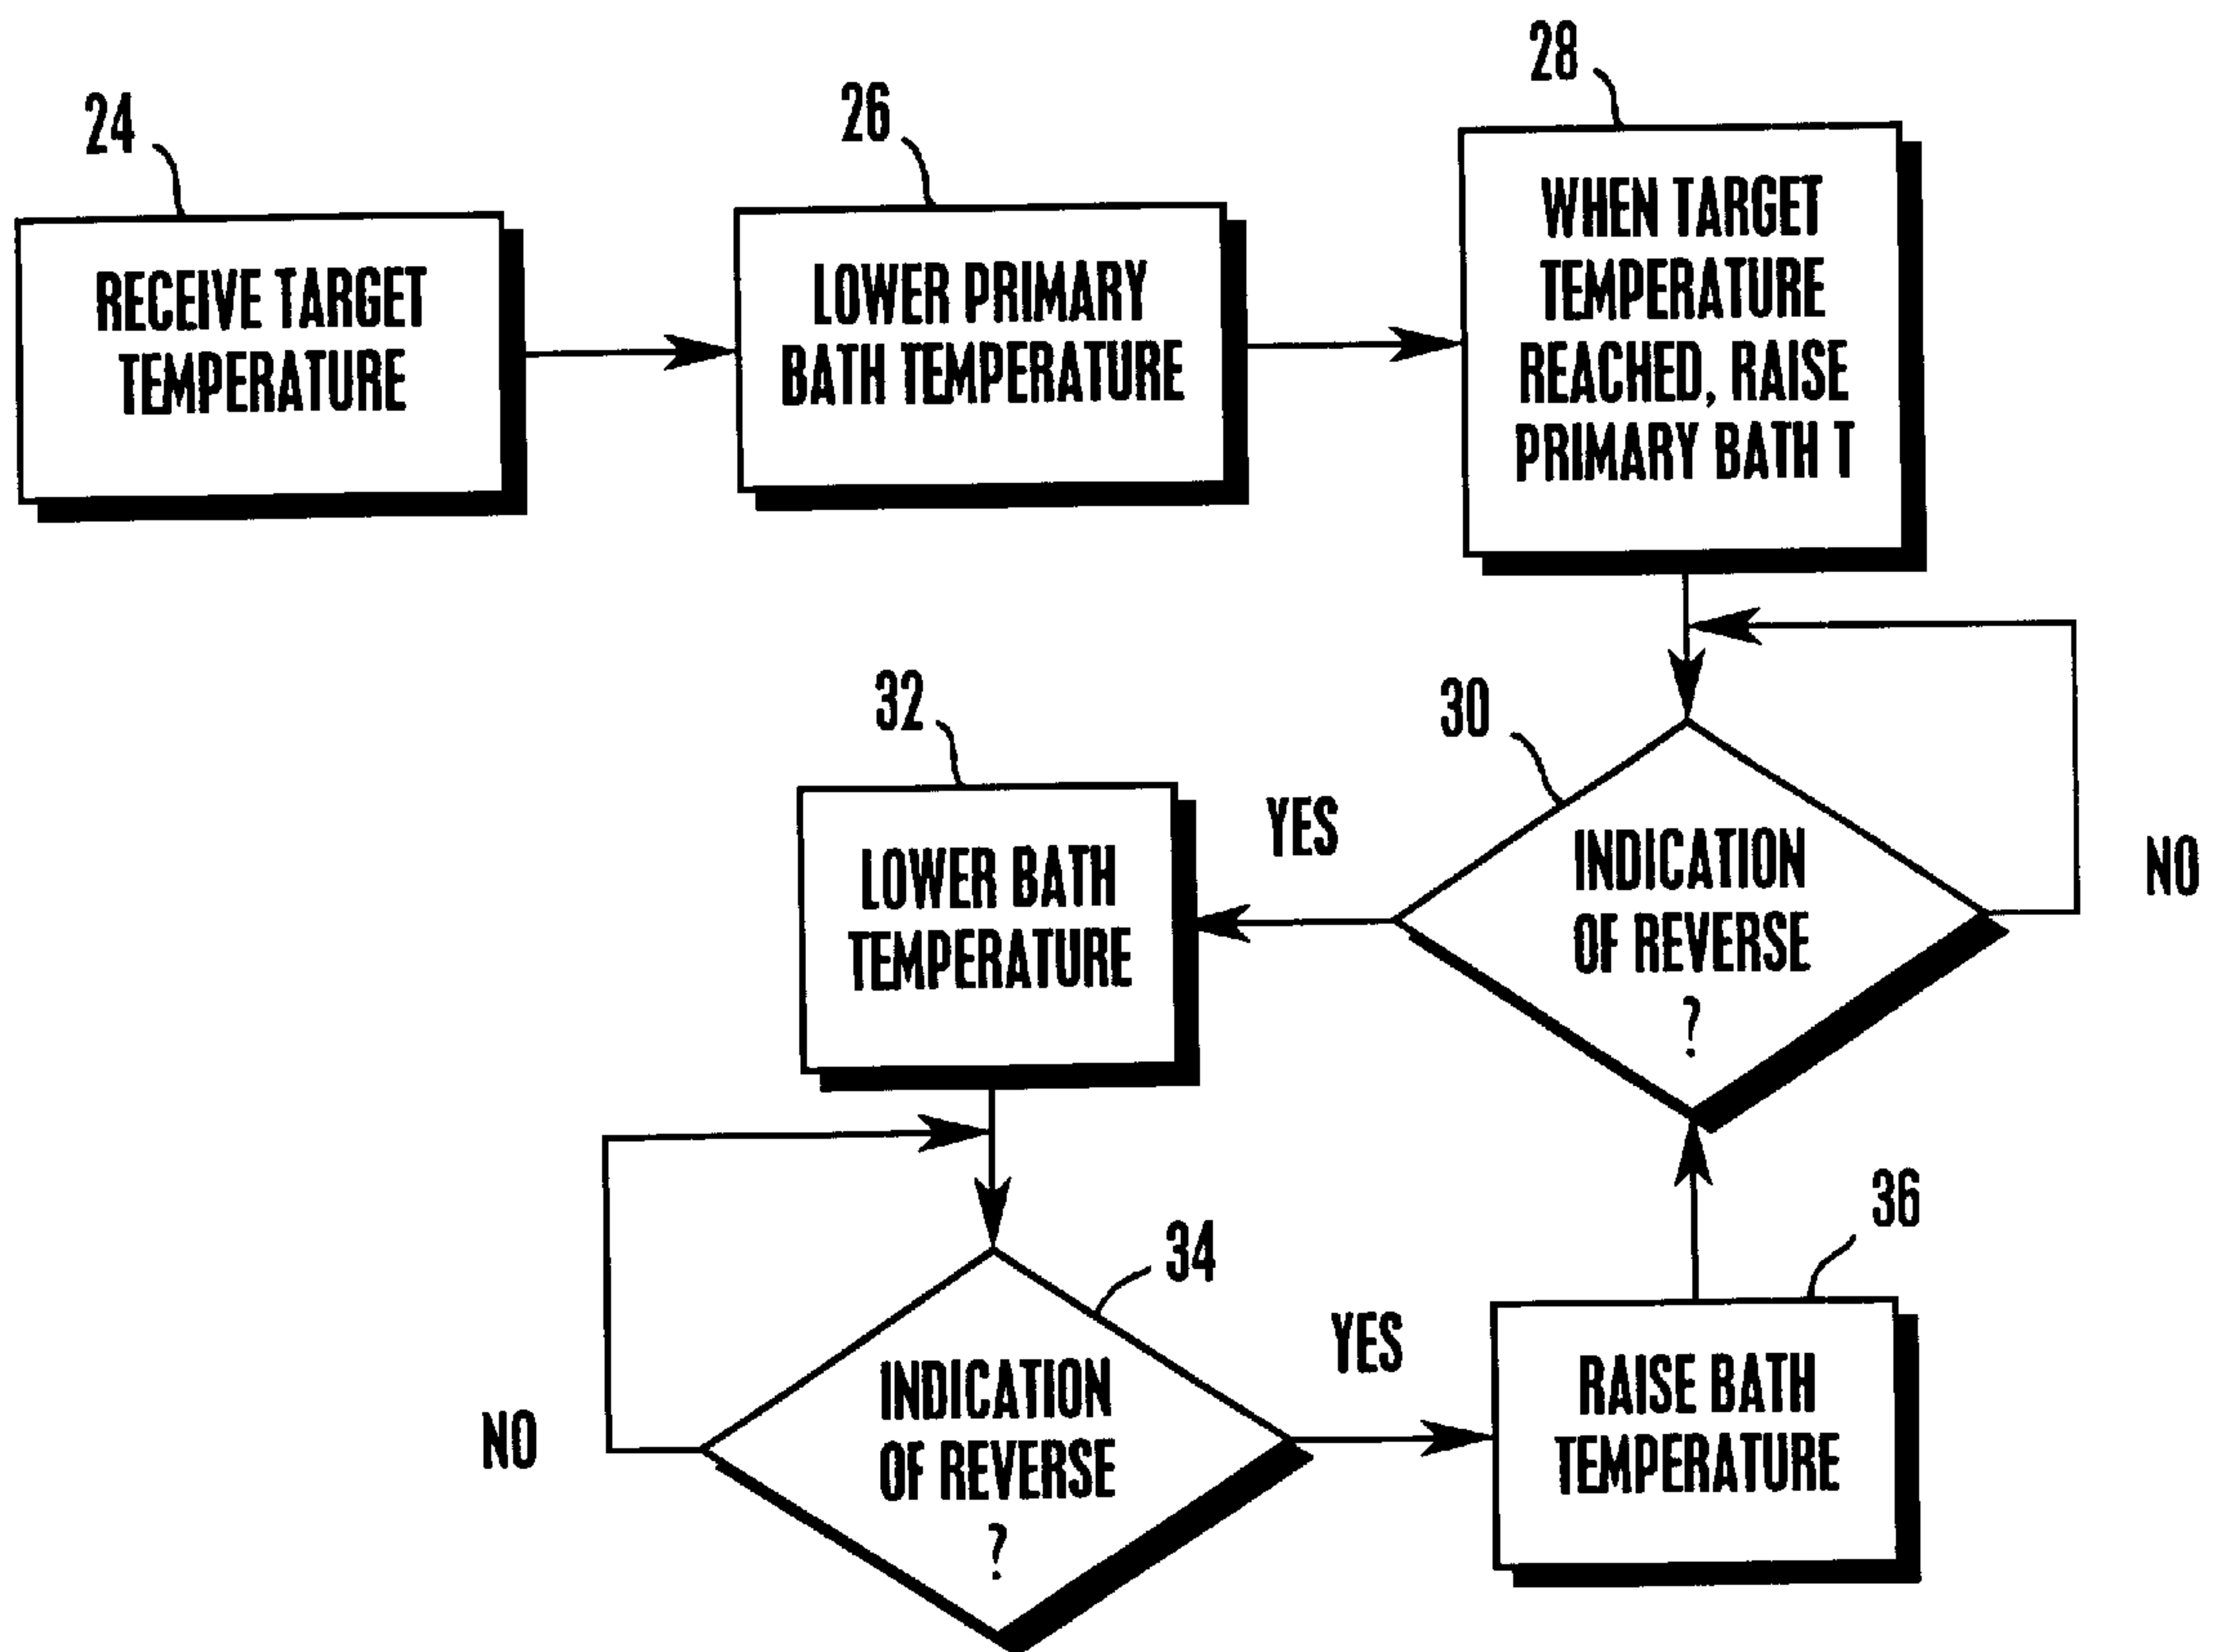 24
RECEIVE TARGET
TEMPERATURE
26
LOWER PRIMARY
BATH TEMPERATURE
28
WHEN TARGET
TEMPERATURE
REACHED, RAISE
PRIMARY BATH T
30
INDICATION
OF REVERSE
?
YES
NO
32
LOWER BATH
TEMPERATURE
34
INDICATION
OF REVERSE
?
NO
YES
36
RAISE BATH
TEMPERATURE